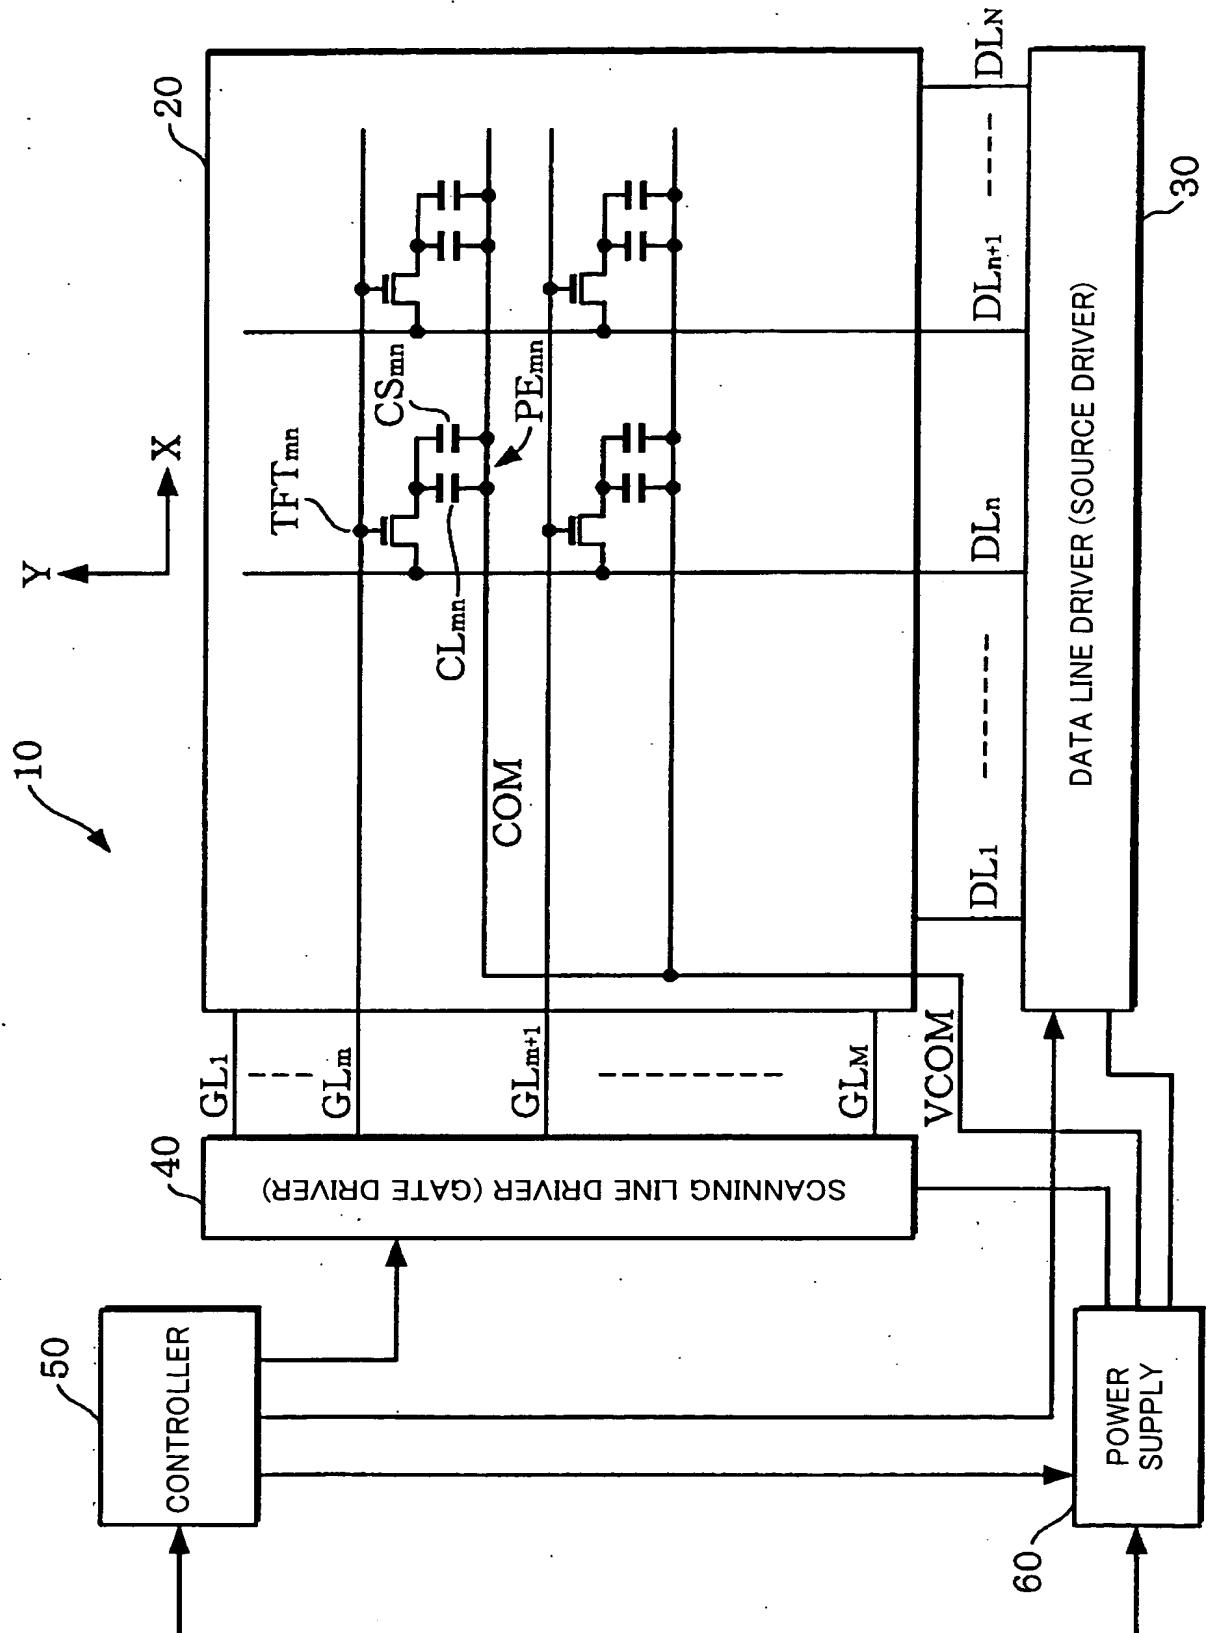 10
Y
X
20
TFTmn
CSmn
CLmn
PEmn
COM
GL1
GLm
GLm+1
GLM
VCOM
40
SCANNING LINE DRIVER (GATE DRIVER)
50
CONTROLLER
DL1
DLn
DLn+1
DLN
DATA LINE DRIVER (SOURCE DRIVER)
30
POWER
SUPPLY
60